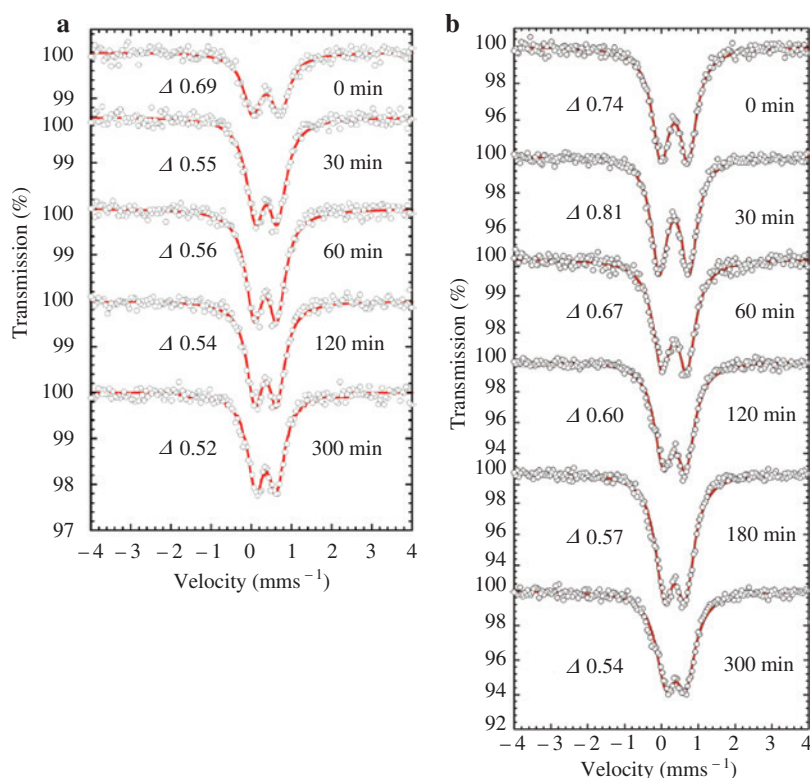 a
Transmission (%)
100
Δ 0.69 0 min
99
100
Δ 0.55 30 min
99
100
Δ 0.56 60 min
99
100
Δ 0.54 120 min
99
100
Δ 0.52 300 min
99
98
97
−4 −3 −2 −1 0 1 2 3 4
Velocity (mms⁻¹)
b
Transmission (%)
100
98
Δ 0.74 0 min
96
100
98
Δ 0.81 30 min
96
100
99
Δ 0.67 60 min
98
100
98
Δ 0.60 120 min
96
94
100
98
Δ 0.57 180 min
96
94
100
98
Δ 0.54 300 min
96
94
92
−4 −3 −2 −1 0 1 2 3 4
Velocity (mms⁻¹)